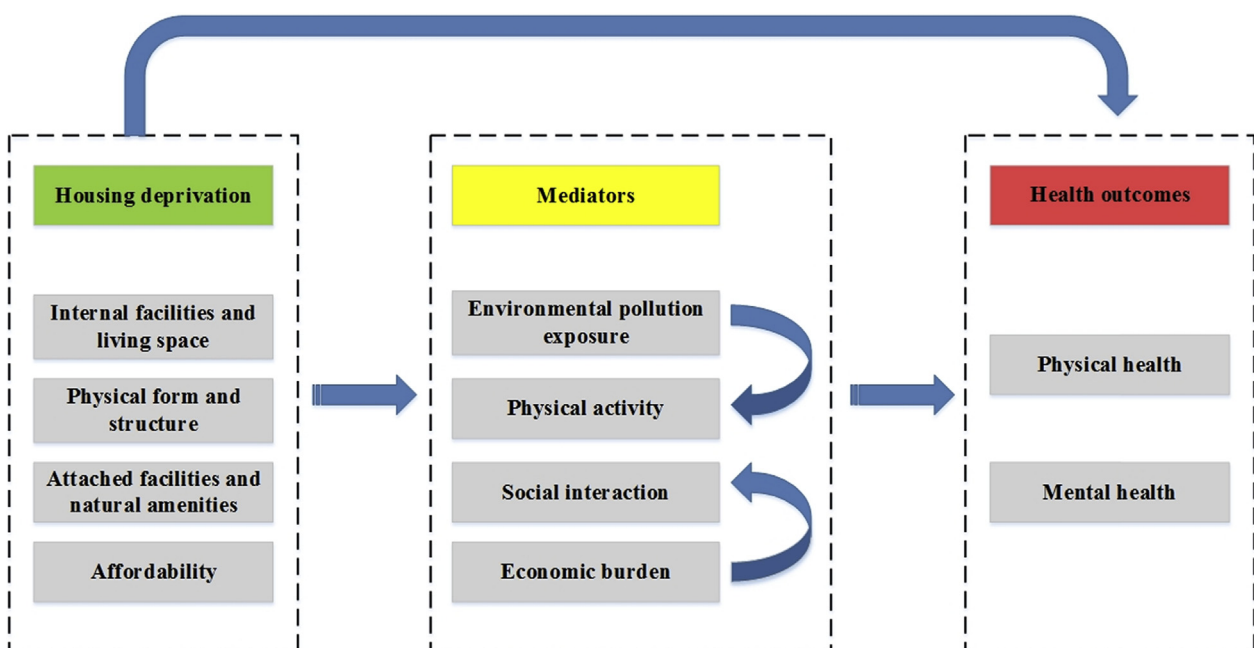 Housing deprivation
Internal facilities and
living space
Physical form and
structure
Attached facilities and
natural amenities
Affordability
Mediators
Environmental pollution
exposure
Physical activity
Social interaction
Economic burden
Health outcomes
Physical health
Mental health